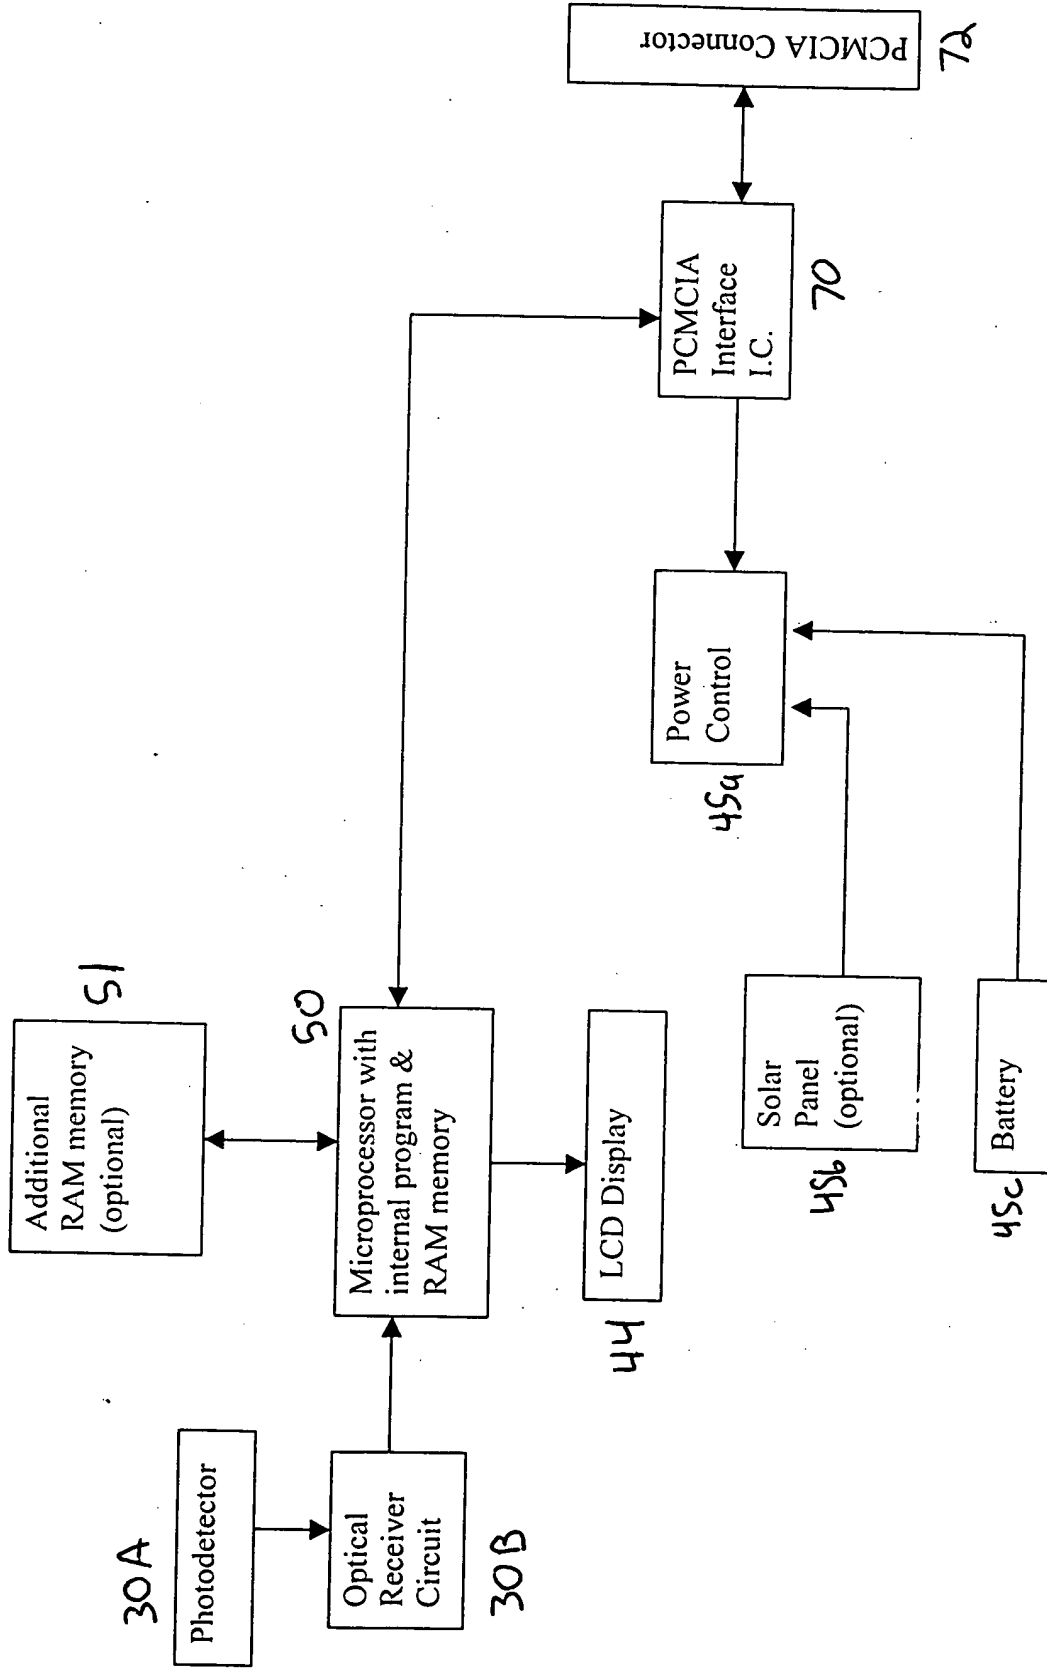 30A
Photodetector
Optical
Receiver
Circuit
30B
Additional
RAM memory
(optional)
51
50
Microprocessor with
internal program &
RAM memory
LCD Display
44
Solar
Panel
(optional)
45b
Battery
45c
Power
Control
45a
PCMCIA
Interface
I.C.
70
PCMCIA Connector
72